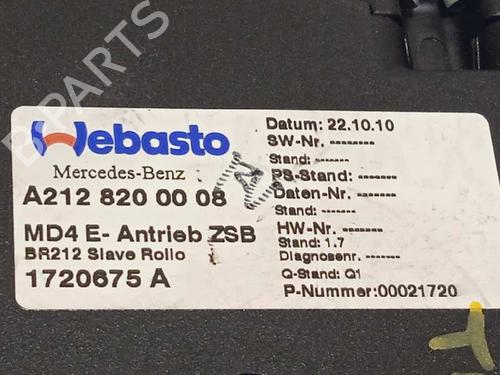 B-PARTS
Webasto
Mercedes-Benz
A212 820 00 08
MD4 E- Antrieb ZSB
BR212 Slave Rollo
1720675 A
Datum: 22.10.10
SW-Nr. --------
Stand: -------
PS-Stand: -------
Daten-Nr. -------
Stand: -------
HW-Nr. -------
Stand: 1.7
Diagnosenr. -------
Q-Stand: Q1
P-Nummer:00021720